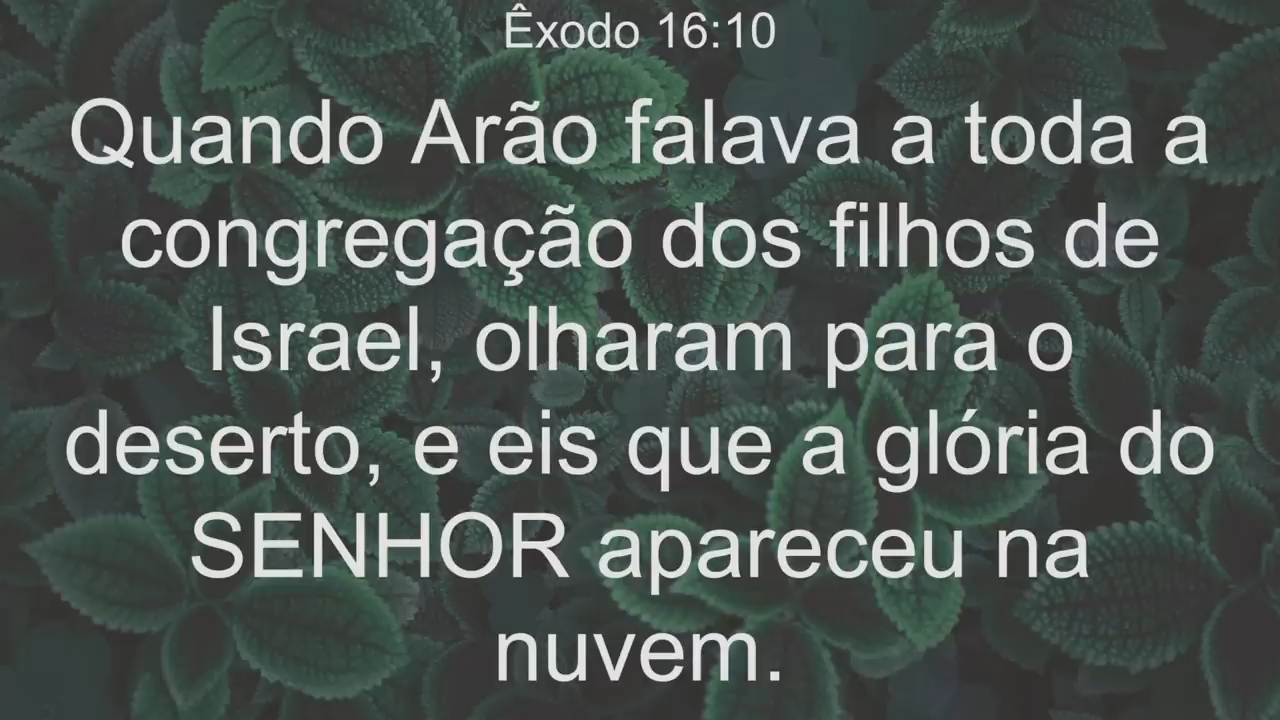 Êxodo 16:10
Quando Arão falava a toda a
congregação dos filhos de
Israel, olharam para o
deserto, e eis que a glória do
SENHOR apareceu na
nuvem.